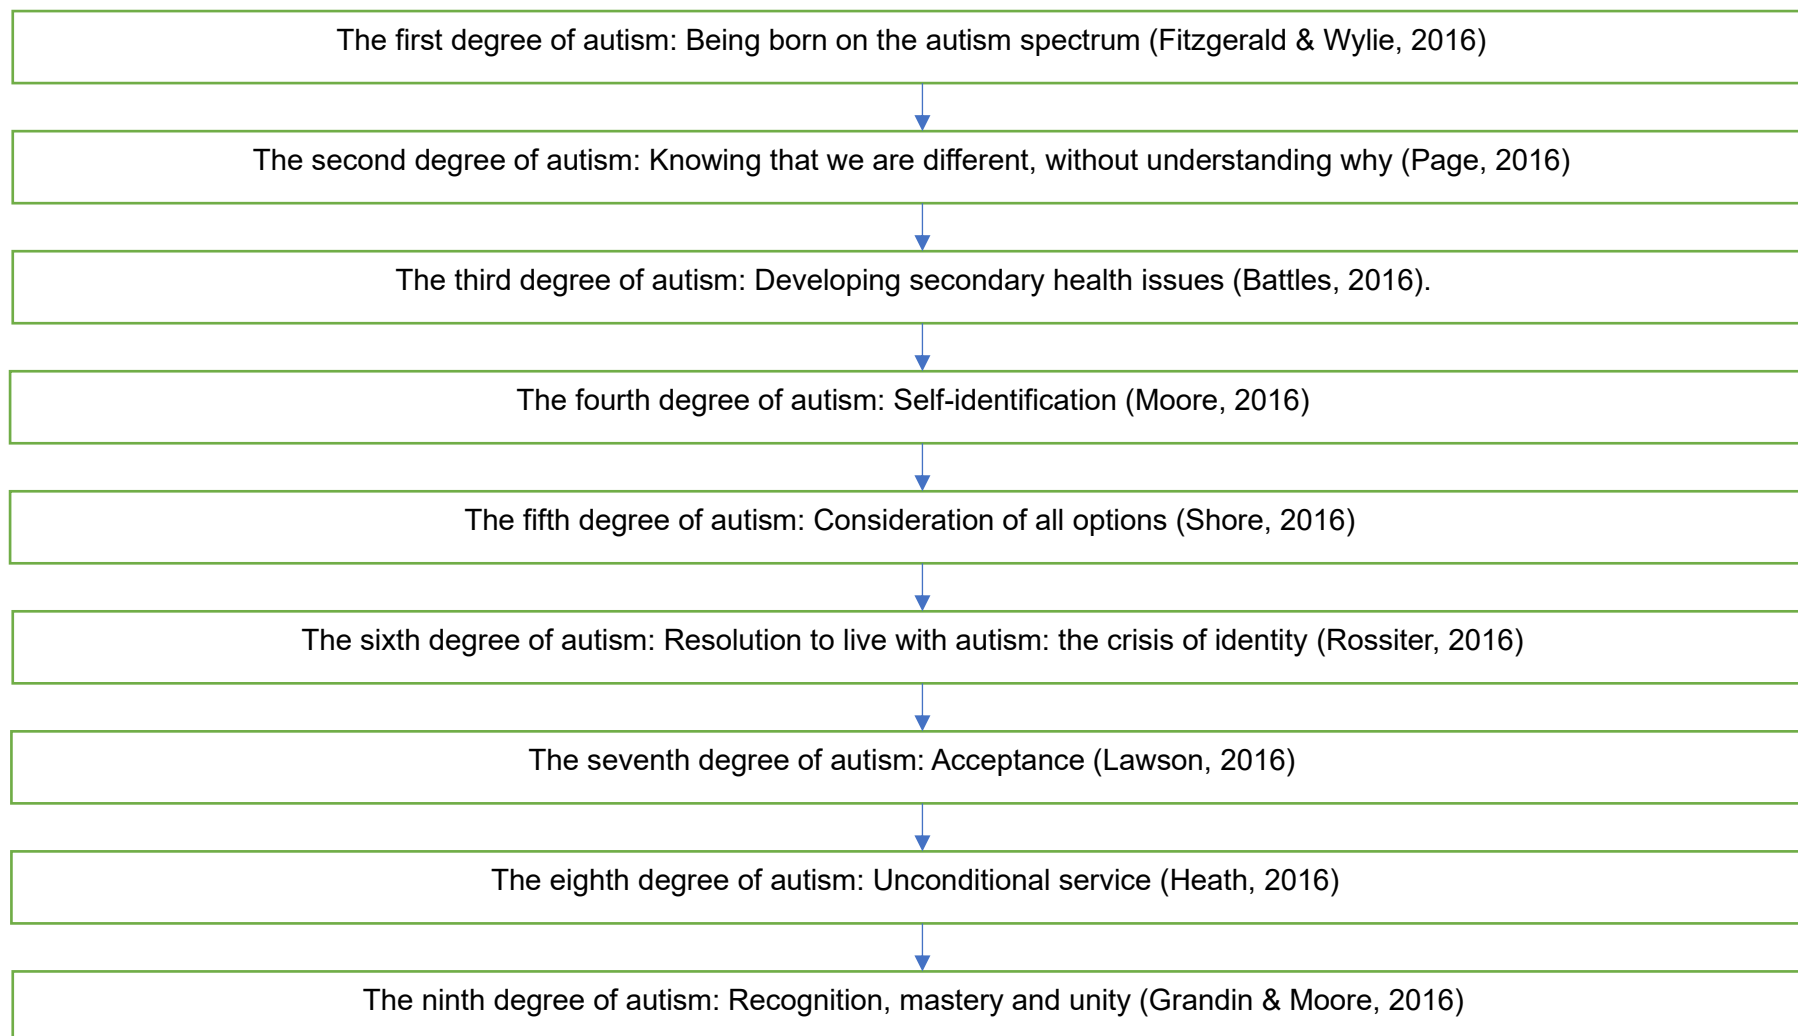 The first degree of autism: Being born on the autism spectrum (Fitzgerald & Wylie, 2016)
The second degree of autism: Knowing that we are different, without understanding why (Page, 2016)
The third degree of autism: Developing secondary health issues (Battles, 2016).
The fourth degree of autism: Self-identification (Moore, 2016)
The fifth degree of autism: Consideration of all options (Shore, 2016)
The sixth degree of autism: Resolution to live with autism: the crisis of identity (Rossiter, 2016)
The seventh degree of autism: Acceptance (Lawson, 2016)
The eighth degree of autism: Unconditional service (Heath, 2016)
The ninth degree of autism: Recognition, mastery and unity (Grandin & Moore, 2016)